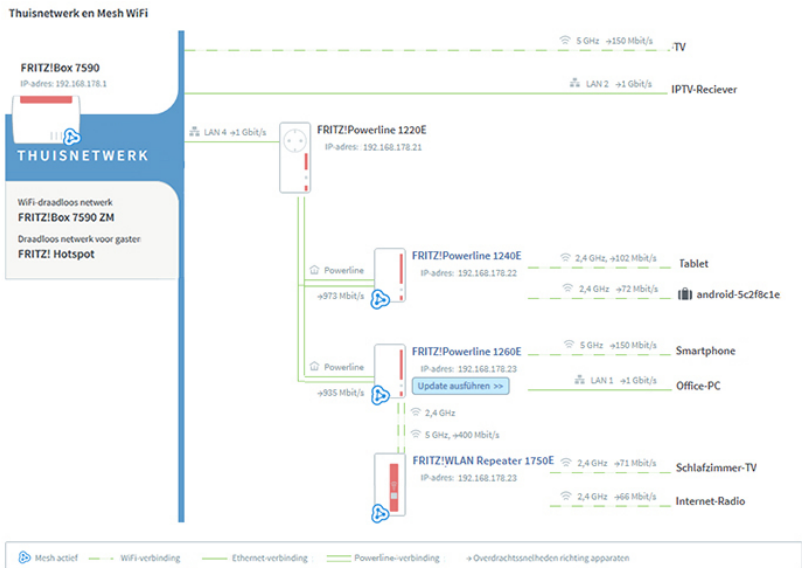 Thuisnetwerk en Mesh WiFi
5 GHz →150 Mbit/s
TV
FRITZ!Box 7590
IP-adres: 192.168.178.1
LAN 2 →1 Gbit/s
IPTV-Reciever
THUISNETWERK
LAN 4 →1 Gbit/s
FRITZ!Powerline 1220E
IP-adres: 192.168.178.21
WiFi-draadloos netwerk
FRITZ!Box 7590 ZM
Draadloos netwerk voor gasten
FRITZ! Hotspot
Powerline
→973 Mbit/s
FRITZ!Powerline 1240E
IP-adres: 192.168.178.22
2,4 GHz, →102 Mbit/s
Tablet
2,4 GHz →72 Mbit/s
android-5c2f8c1e
Powerline
→935 Mbit/s
FRITZ!Powerline 1260E
IP-adres: 192.168.178.23
Update ausführen >>
5 GHz →150 Mbit/s
Smartphone
LAN 1 →1 Gbit/s
Office-PC
2,4 GHz
5 GHz, →400 Mbit/s
FRITZ!WLAN Repeater 1750E
IP-adres: 192.168.178.23
2,4 GHz →71 Mbit/s
Schlafzimmer-TV
2,4 GHz →66 Mbit/s
Internet-Radio
Mesh actief
WiFi-verbinding
Ethernet-verbinding
Powerline-verbinding
→Overdrachtssnelheden richting apparaten